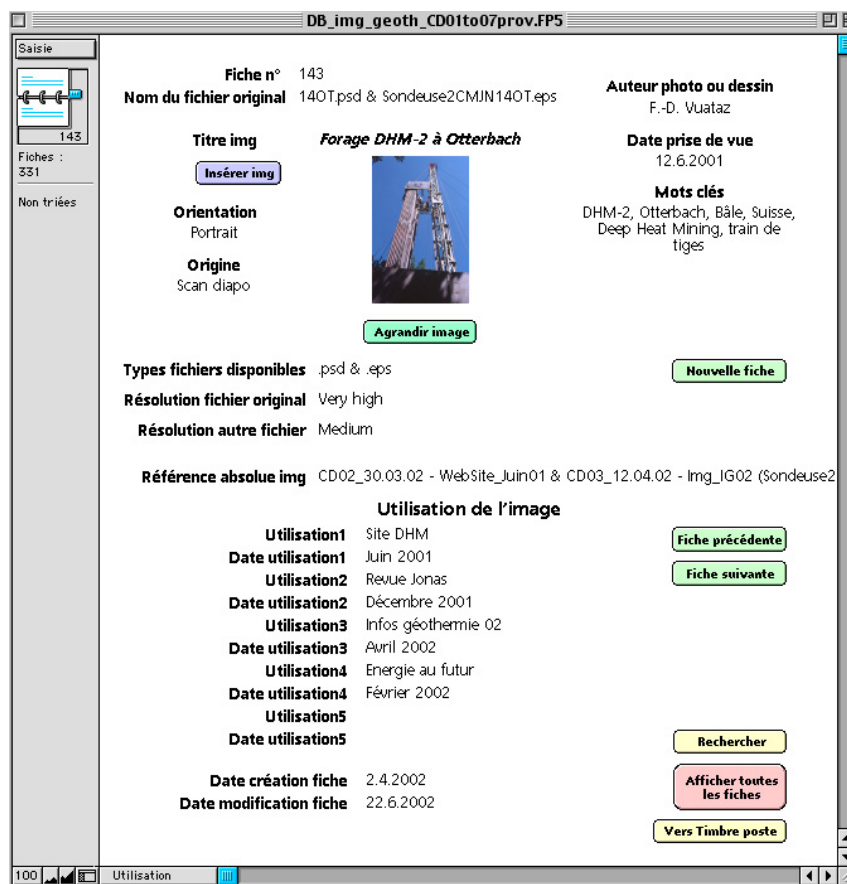 DB_img_geoth_CD01to07prov.FP5
Saisie
143
Fiches :
331
Non triées
Fiche n° 143
Nom du fichier original 14OT.psd & Sondeuse2CMJN14OT.eps
Auteur photo ou dessin
F.-D. Vuataz
Titre img Forage DHM-2 à Otterbach
Insérer img
Date prise de vue
12.6.2001
Mots clés
DHM-2, Otterbach, Bâle, Suisse,
Deep Heat Mining, train de
tiges
Orientation
Portrait
Origine
Scan diapo
Agrandir image
Types fichiers disponibles .psd & .eps
Nouvelle fiche
Résolution fichier original Very high
Résolution autre fichier Medium
Référence absolue img CD02_30.03.02 - WebSite_Juin01 & CD03_12.04.02 - Img_IG02 (Sondeuse2
Utilisation de l'image
Utilisation1 Site DHM
Fiche précédente
Date utilisation1 Juin 2001
Utilisation2 Revue Jonas
Fiche suivante
Date utilisation2 Décembre 2001
Utilisation3 Infos géothermie 02
Date utilisation3 Avril 2002
Utilisation4 Energie au futur
Date utilisation4 Février 2002
Utilisation5
Date utilisation5
Rechercher
Date création fiche 2.4.2002
Afficher toutes
les fiches
Date modification fiche 22.6.2002
Vers Timbre poste
100
Utilisation